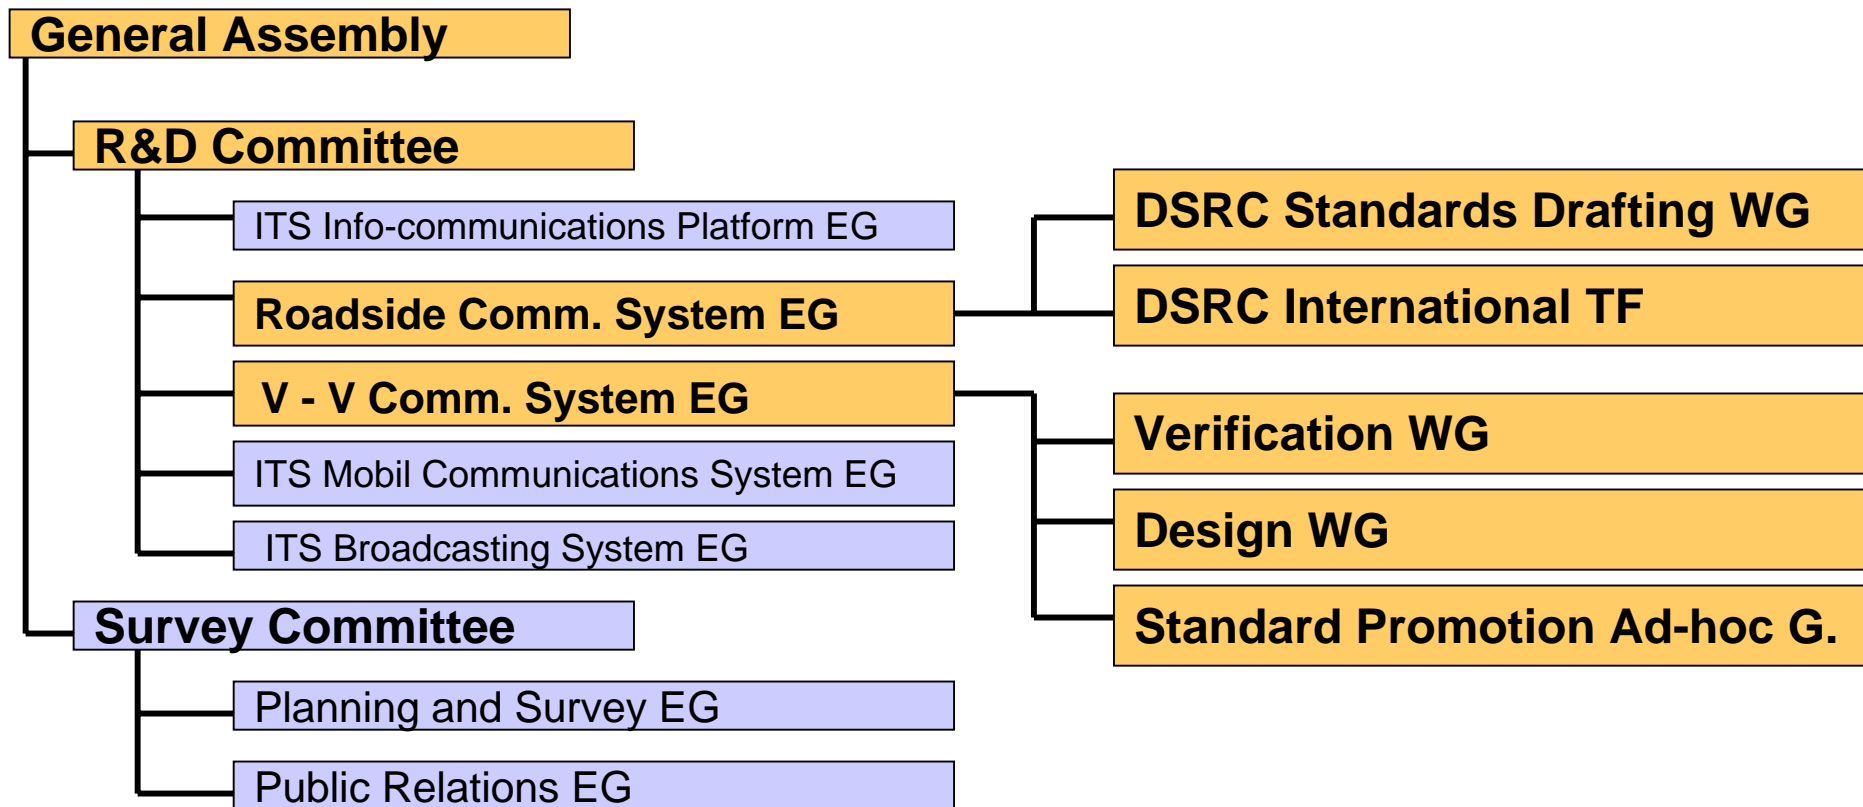 General Assembly
R&D Committee
ITS Info-communications Platform EG
Roadside Comm. System EG
V - V Comm. System EG
ITS Mobil Communications System EG
ITS Broadcasting System EG
Survey Committee
Planning and Survey EG
Public Relations EG
DSRC Standards Drafting WG
DSRC International TF
Verification WG
Design WG
Standard Promotion Ad-hoc G.